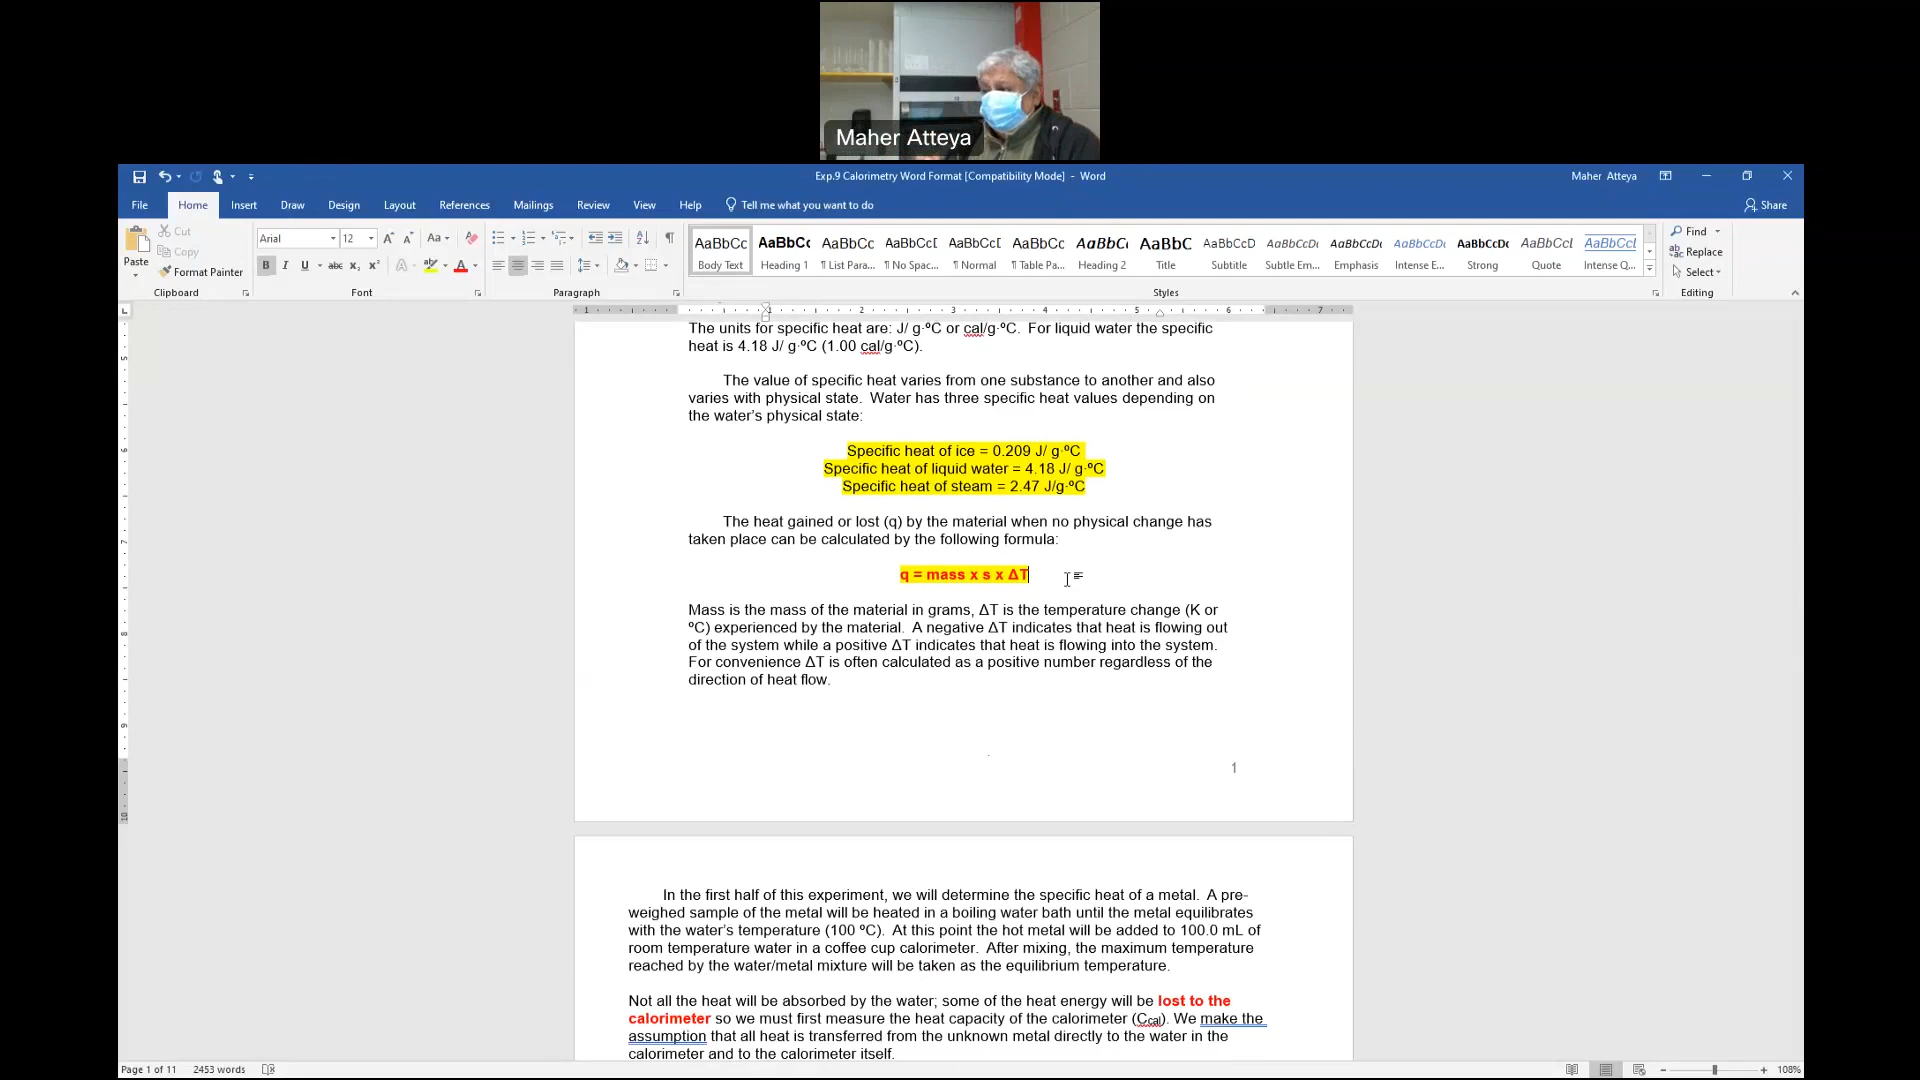 Maher Atteya
Exp.9 Calorimetry Word Format [Compatibility Mode] - Word
Maher Atteya
File Home Insert Draw Design Layout References Mailings Review View Help Tell me what you want to do
Share
Paste
Cut
Copy
Format Painter
Clipboard
Arial 12
Font
Paragraph
AaBbCc AaBbCc AaBbCc AaBbCcD AaBbCcD AaBbCc AaBbC AaBbC AaBbCcD AaBbCcDc AaBbCcDc AaBbCcDc AaBbCcDc AaBbCcD AaBbCcD
Body Text Heading 1 ¶ List Para... ¶ No Spac... ¶ Normal ¶ Table Pa... Heading 2 Title Subtitle Subtle Em... Emphasis Intense E... Strong Quote Intense Q...
Styles
Find
Replace
Select
Editing
The units for specific heat are: J/ g·ºC or cal/g·ºC. For liquid water the specific
heat is 4.18 J/ g·ºC (1.00 cal/g·ºC).
The value of specific heat varies from one substance to another and also
varies with physical state. Water has three specific heat values depending on
the water's physical state:
Specific heat of ice = 0.209 J/ g·ºC
Specific heat of liquid water = 4.18 J/ g·ºC
Specific heat of steam = 2.47 J/g·ºC
The heat gained or lost (q) by the material when no physical change has
taken place can be calculated by the following formula:
q = mass x s x ΔT
Mass is the mass of the material in grams, ΔT is the temperature change (K or
ºC) experienced by the material. A negative ΔT indicates that heat is flowing out
of the system while a positive ΔT indicates that heat is flowing into the system.
For convenience ΔT is often calculated as a positive number regardless of the
direction of heat flow.
1
In the first half of this experiment, we will determine the specific heat of a metal. A pre-
weighed sample of the metal will be heated in a boiling water bath until the metal equilibrates
with the water's temperature (100 ºC). At this point the hot metal will be added to 100.0 mL of
room temperature water in a coffee cup calorimeter. After mixing, the maximum temperature
reached by the water/metal mixture will be taken as the equilibrium temperature.
Not all the heat will be absorbed by the water; some of the heat energy will be lost to the
calorimeter so we must first measure the heat capacity of the calorimeter (Ccal). We make the
assumption that all heat is transferred from the unknown metal directly to the water in the
calorimeter and to the calorimeter itself.
Page 1 of 11 2453 words
108%